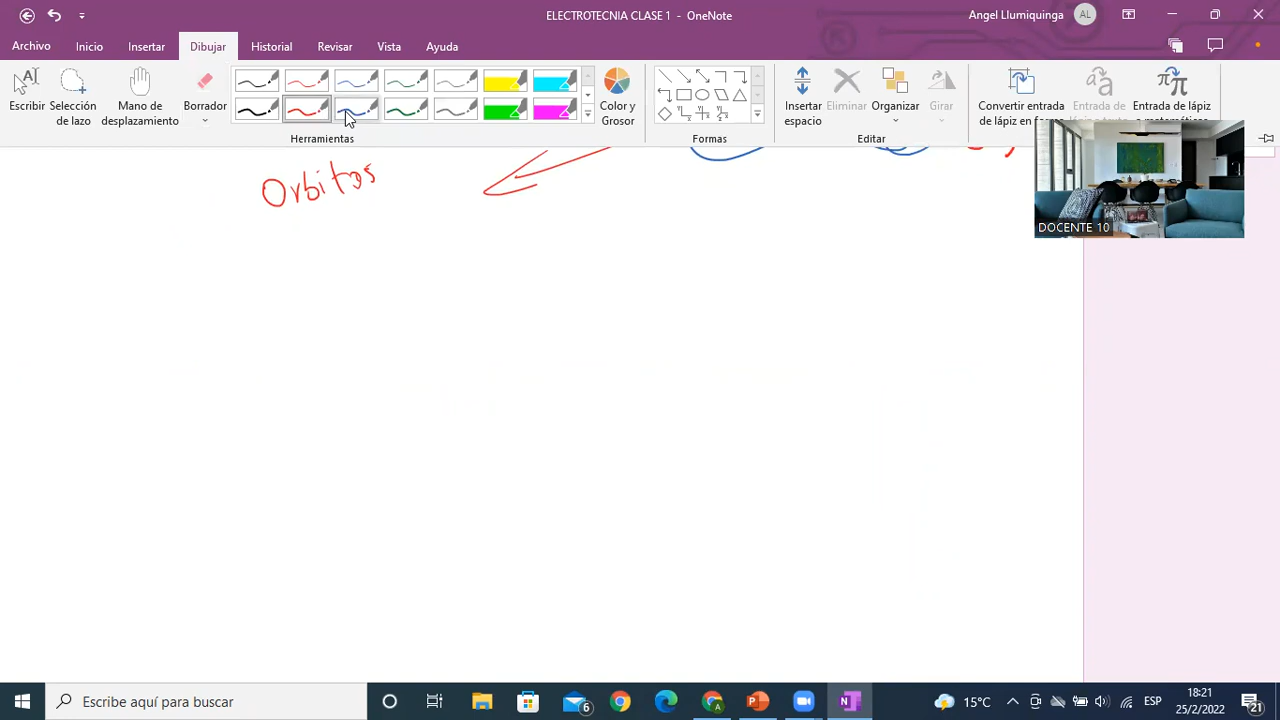 ELECTROTECNIA CLASE 1 - OneNote
Angel Llumiquinga
AL
Archivo
Inicio
Insertar
Dibujar
Historial
Revisar
Vista
Ayuda
Escribir
Selección de lazo
Mano de desplazamiento
Borrador
Color y Grosor
Insertar espacio
Eliminar
Organizar
Girar
Convertir entrada de lápiz en forma
Entrada de lápiz a
Entrada de lápiz
Herramientas
Formas
Editar
Orbitas
DOCENTE 10
Escribe aquí para buscar
6
15°C
ESP
18:21
25/2/2022
21